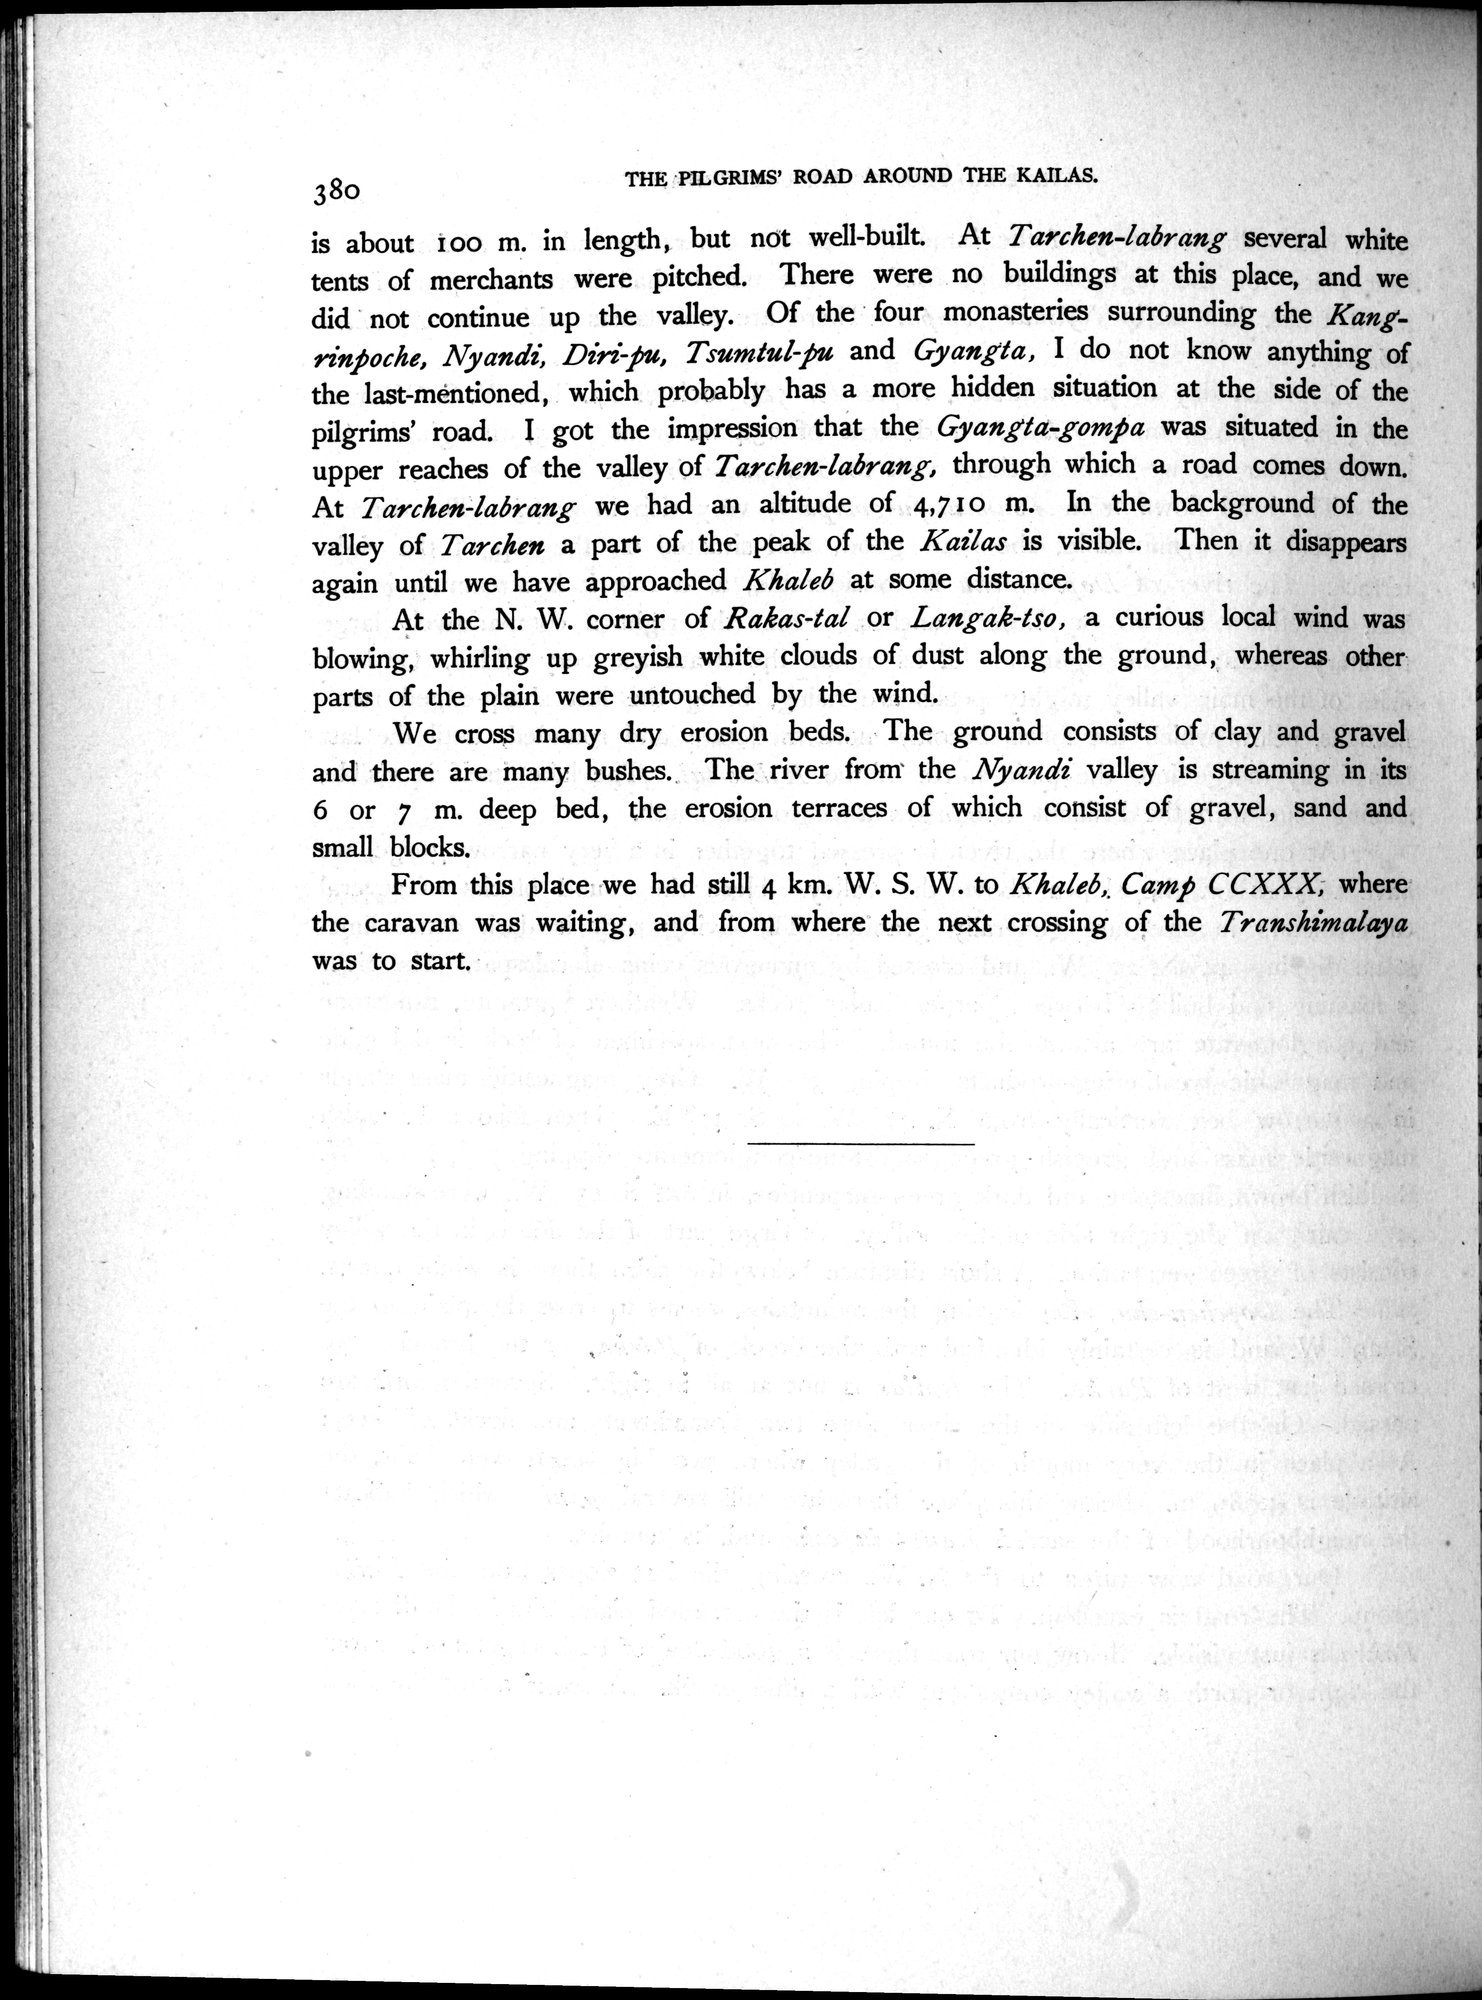 380
THE PILGRIMS' ROAD AROUND THE KAILAS.
is about 100 m. in length, but not well-built. At Tarchen-labrang several white
tents of merchants were pitched. There were no buildings at this place, and we
did not continue up the valley. Of the four monasteries surrounding the Kang-
rinpoche, Nyandi, Diri-pu, Tsumtul-pu and Gyangta, I do not know anything of
the last-mentioned, which probably has a more hidden situation at the side of the
pilgrims' road. I got the impression that the Gyangta-gompa was situated in the
upper reaches of the valley of Tarchen-labrang, through which a road comes down.
At Tarchen-labrang we had an altitude of 4,710 m. In the background of the
valley of Tarchen a part of the peak of the Kailas is visible. Then it disappears
again until we have approached Khaleb at some distance.
At the N. W. corner of Rakas-tal or Langak-tso, a curious local wind was
blowing, whirling up greyish white clouds of dust along the ground, whereas other
parts of the plain were untouched by the wind.
We cross many dry erosion beds. The ground consists of clay and gravel
and there are many bushes. The river from the Nyandi valley is streaming in its
6 or 7 m. deep bed, the erosion terraces of which consist of gravel, sand and
small blocks.
From this place we had still 4 km. W. S. W. to Khaleb, Camp CCXXX, where
the caravan was waiting, and from where the next crossing of the Transhimalaya
was to start.